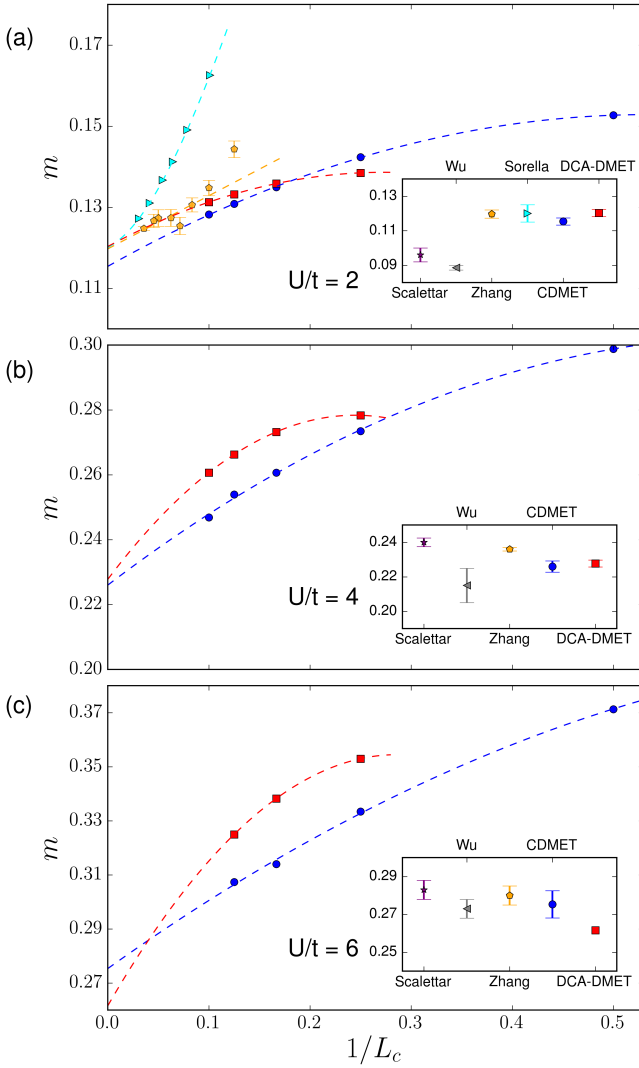 (a)
0.17
0.15
0.13
0.11
m
Wu Sorella DCA-DMET
0.12
0.09
Scalettar Zhang CDMET
U/t = 2
(b)
0.30
0.28
0.26
0.24
0.22
0.20
m
Wu CDMET
0.24
0.22
0.20
Scalettar Zhang DCA-DMET
U/t = 4
(c)
0.37
0.35
0.33
0.31
0.29
0.27
m
Wu CDMET
0.29
0.27
0.25
Scalettar Zhang DCA-DMET
U/t = 6
0.0 0.1 0.2 0.3 0.4 0.5
1/L_c